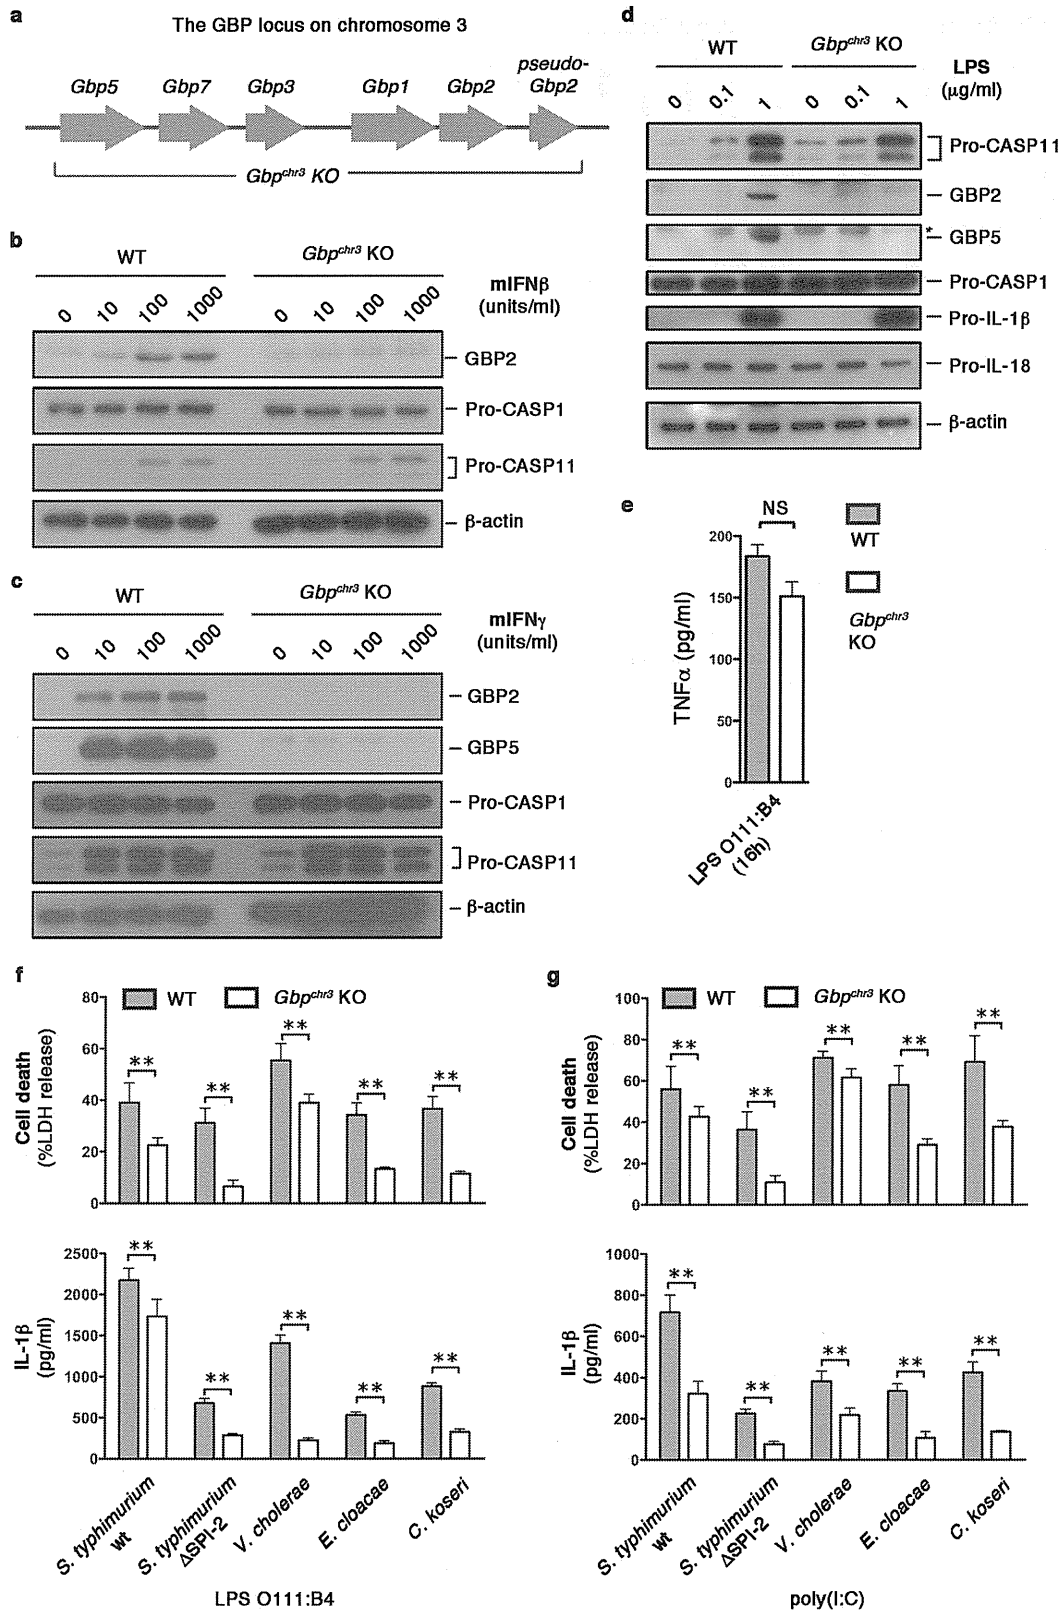 a
The GBP locus on chromosome 3
pseudo-
Gbp5 Gbp7 Gbp3 Gbp1 Gbp2 Gbp2
Gbpchr3 KO
b
WT Gbpchr3 KO
0 10 100 1000 0 10 100 1000
mIFNβ
(units/ml)
GBP2
Pro-CASP1
Pro-CASP11
β-actin
c
WT Gbpchr3 KO
0 10 100 1000 0 10 100 1000
mIFNγ
(units/ml)
GBP2
GBP5
Pro-CASP1
Pro-CASP11
β-actin
d
WT Gbpchr3 KO
0 0.1 1 0 0.1 1
LPS
(μg/ml)
Pro-CASP11
GBP2
*
GBP5
Pro-CASP1
Pro-IL-1β
Pro-IL-18
β-actin
e
NS
WT
Gbpchr3
KO
TNFα (pg/ml)
200
150
100
50
0
LPS O111:B4
(16h)
f
WT Gbpchr3 KO
Cell death
(%LDH release)
80
60
40
20
0
** ** ** ** **
IL-1β
(pg/ml)
2500
2000
1500
1000
500
0
** ** ** ** **
S. typhimurium
wt
S. typhimurium
ΔSPI-2
V. cholerae
E. cloacae
C. koseri
LPS O111:B4
g
WT Gbpchr3 KO
Cell death
(%LDH release)
100
80
60
40
20
0
** ** ** ** **
IL-1β
(pg/ml)
1000
800
600
400
200
0
** ** ** ** **
S. typhimurium
wt
S. typhimurium
ΔSPI-2
V. cholerae
E. cloacae
C. koseri
poly(I:C)